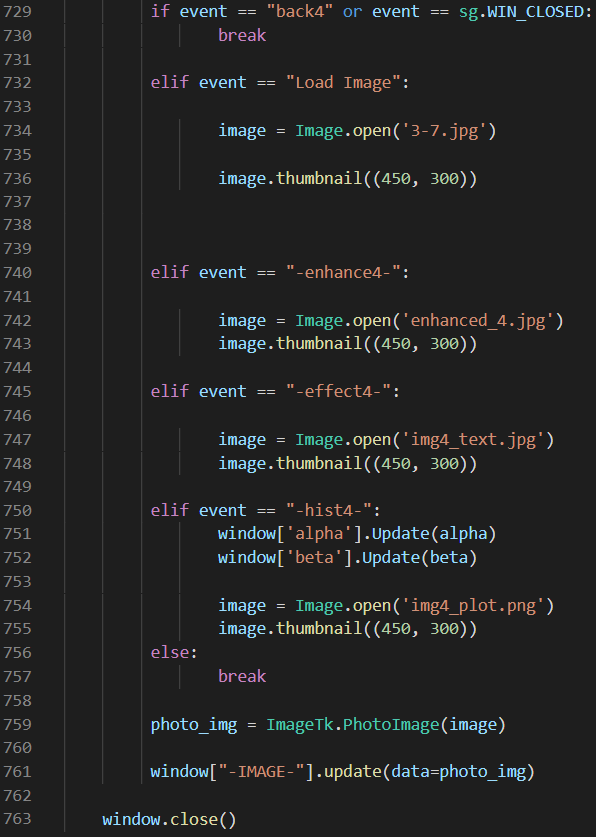 729 if event == "back4" or event == sg.WIN_CLOSED:
730 break
731
732 elif event == "Load Image":
733
734 image = Image.open('3-7.jpg')
735
736 image.thumbnail((450, 300))
737
738
739
740 elif event == "-enhance4-":
741
742 image = Image.open('enhanced_4.jpg')
743 image.thumbnail((450, 300))
744
745 elif event == "-effect4-":
746
747 image = Image.open('img4_text.jpg')
748 image.thumbnail((450, 300))
749
750 elif event == "-hist4-":
751 window['alpha'].Update(alpha)
752 window['beta'].Update(beta)
753
754 image = Image.open('img4_plot.png')
755 image.thumbnail((450, 300))
756 else:
757 break
758
759 photo_img = ImageTk.PhotoImage(image)
760
761 window["-IMAGE-"].update(data=photo_img)
762
763 window.close()